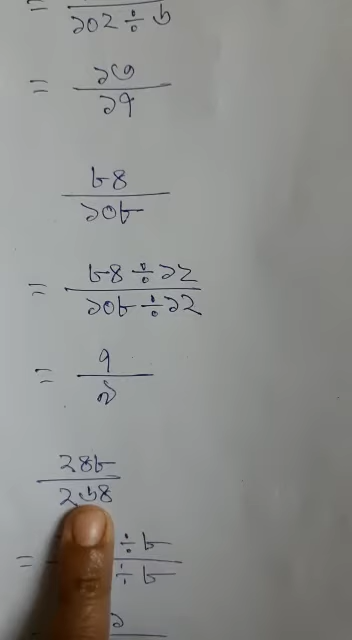 = ১০২ ÷ ৬
= ১৩/১৭
৮৪/১০৮
= ৮৪ ÷ ১২/১০৮ ÷ ১২
= ৭/৯
২৪৮/২৬৪
= ÷ ৮/÷ ৮